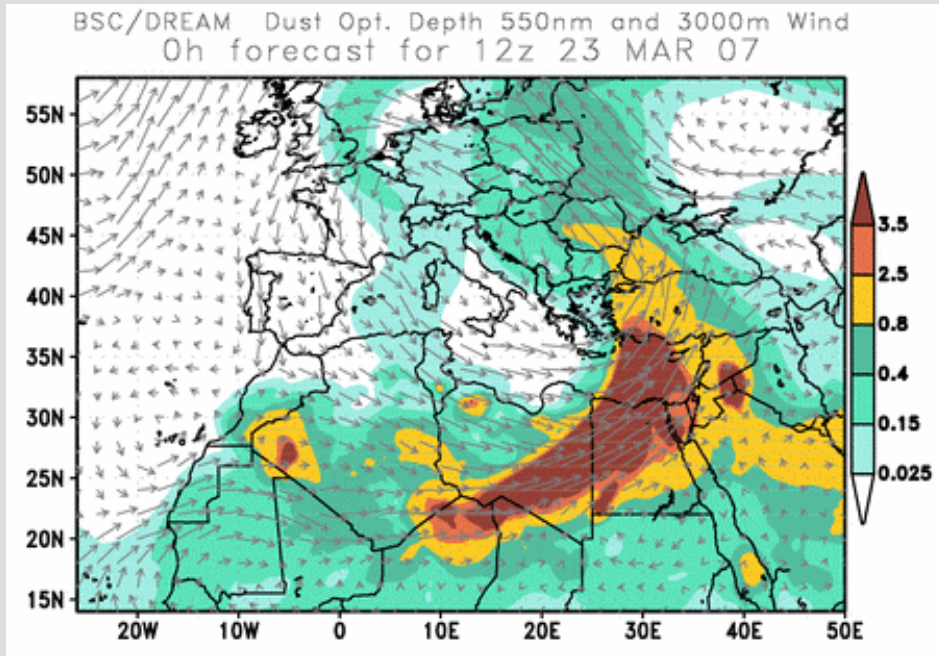 BSC/DREAM Dust Opt. Depth 550nm and 3000m Wind
0h forecast for 12z 23 MAR 07
55N
50N
45N
40N
35N
30N
25N
20N
15N
20W 10W 0 10E 20E 30E 40E 50E
3.5
2.5
0.8
0.4
0.15
0.025